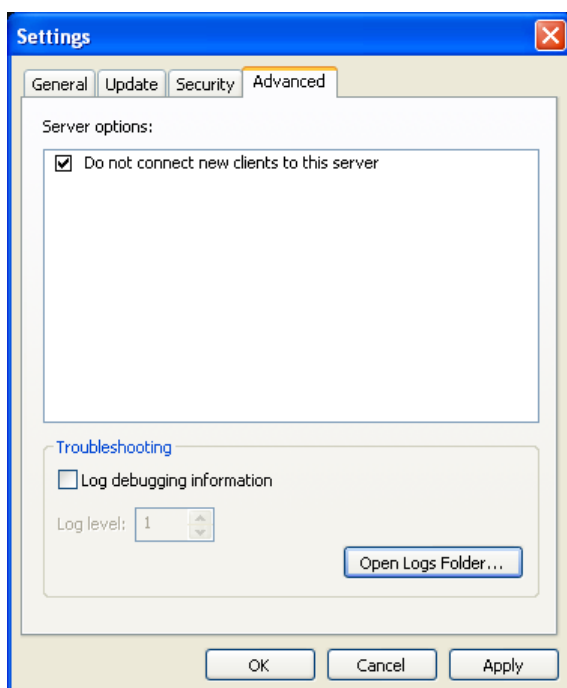 Settings
General Update Security Advanced
Server options:
Do not connect new clients to this server
Troubleshooting
Log debugging information
Log level: 1
Open Logs Folder...
OK Cancel Apply